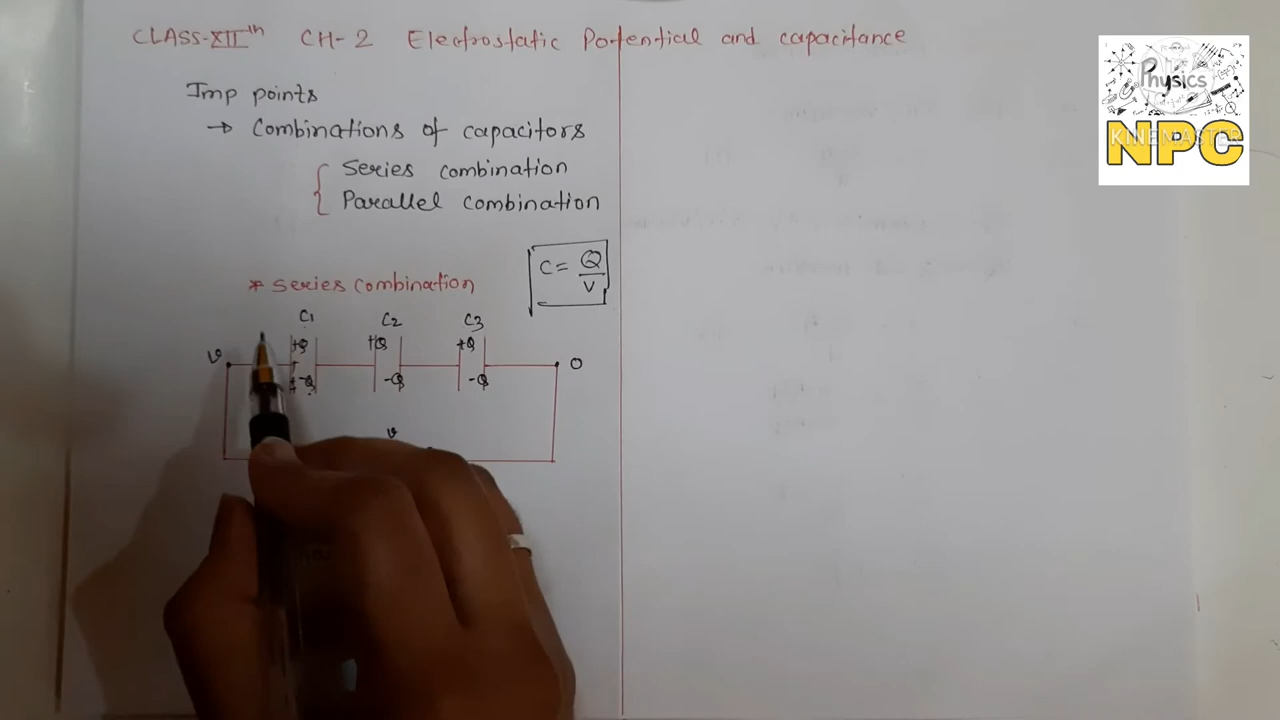 CLASS-XIIth CH-2 Electrostatic Potential and capacitance
Imp points
→ Combinations of capacitors
Series combination
Parallel combination
C = Q/V
* Series combination
C1 C2 C3
+Q +Q +Q
V O
-Q -Q -Q
V
Physics
KINEMASTER
NPC